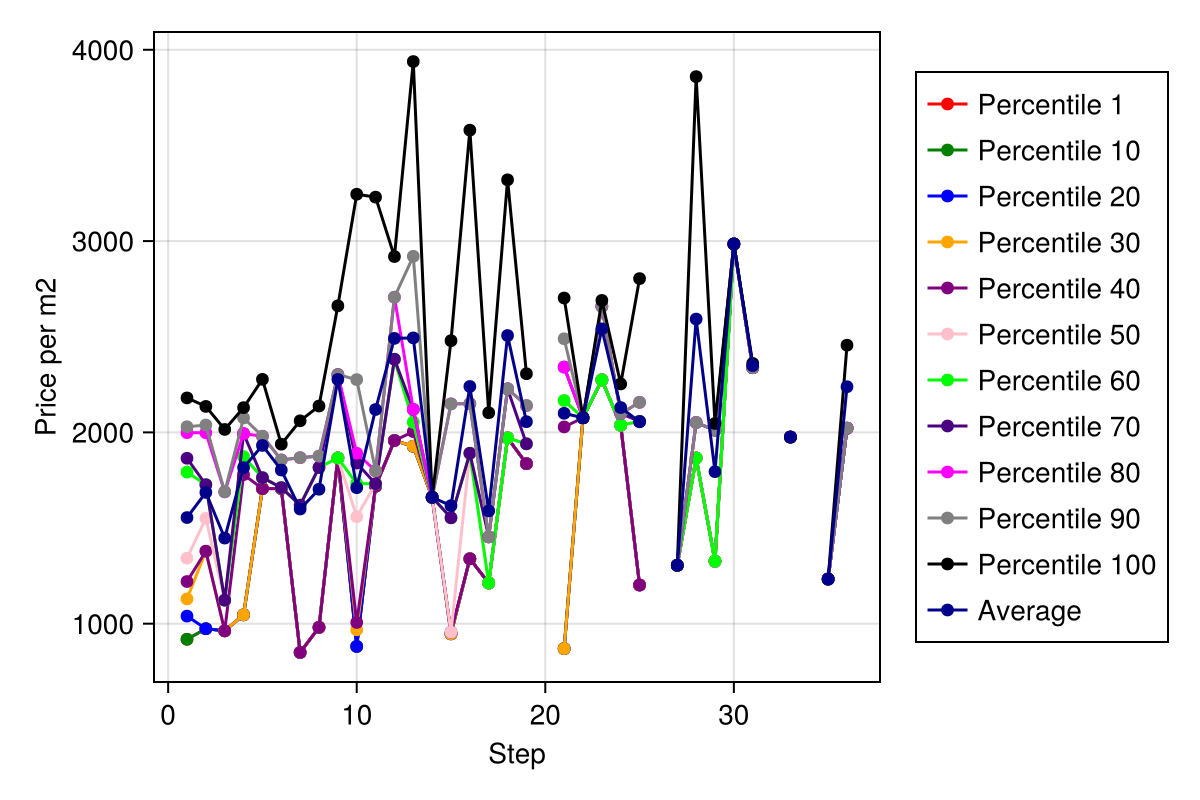 4000
3000
2000
1000
Price per m2
0 10 20 30
Step
Percentile 1
Percentile 10
Percentile 20
Percentile 30
Percentile 40
Percentile 50
Percentile 60
Percentile 70
Percentile 80
Percentile 90
Percentile 100
Average